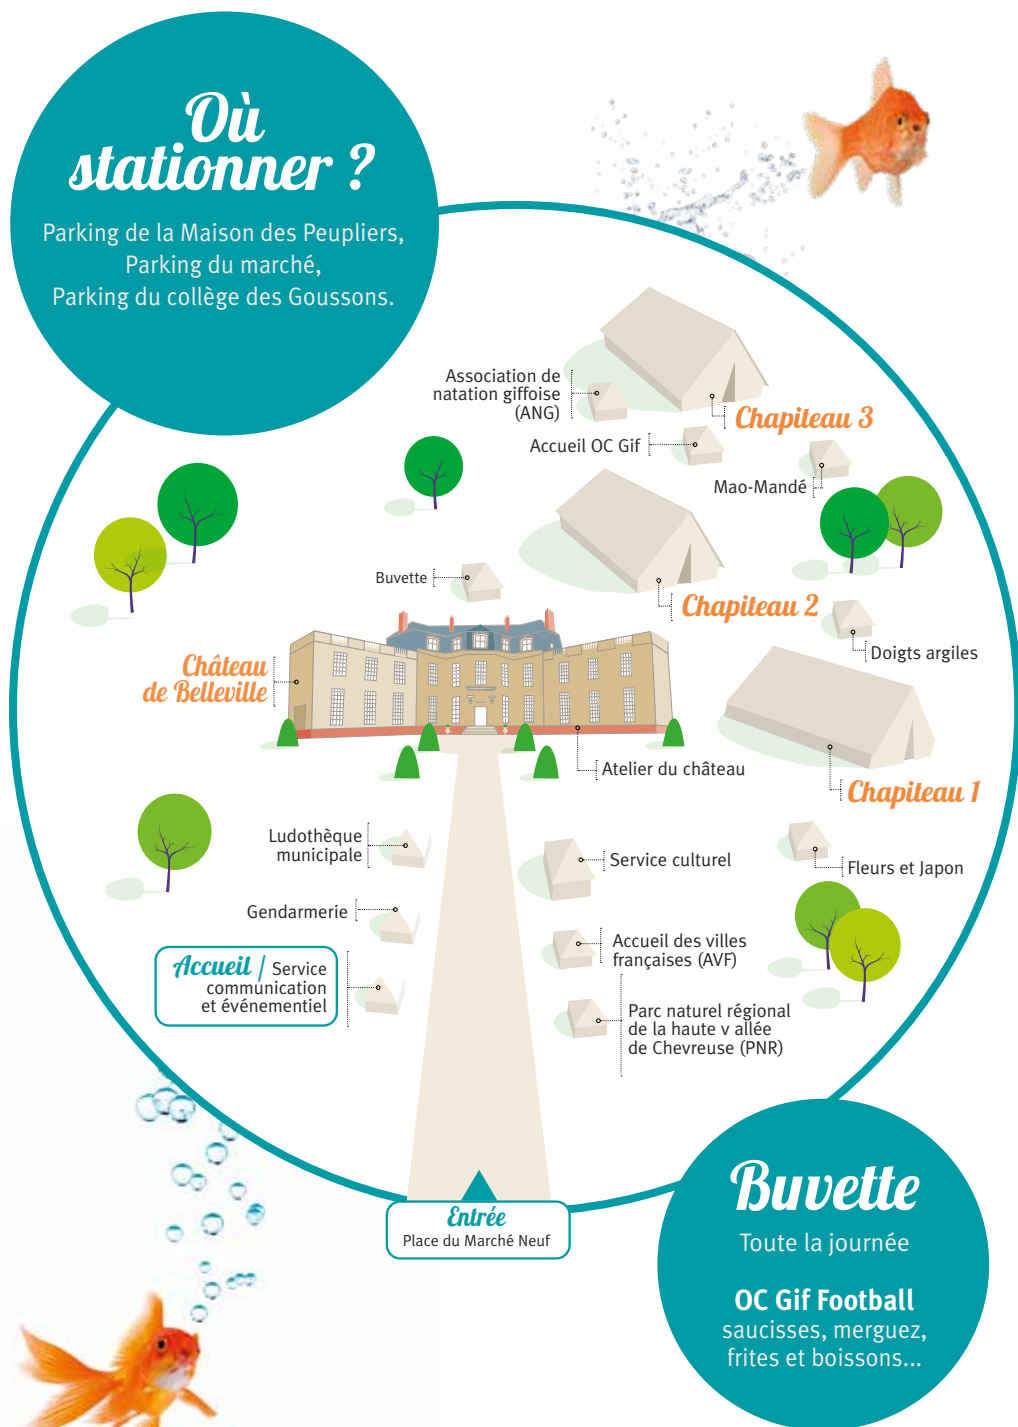 Où
stationner ?
Parking de la Maison des Peupliers,
Parking du marché,
Parking du collège des Goussons.
Association de
natation giffoise
(ANG)
Chapiteau 3
Accueil OC Gif
Mao-Mandé
Buvette
Chapiteau 2
Doigts argiles
Château
de Belleville
Atelier du château
Chapiteau 1
Ludothèque
municipale
Service culturel
Fleurs et Japon
Gendarmerie
Accueil des villes
françaises (AVF)
Accueil / Service
communication
et événementiel
Parc naturel régional
de la haute v allée
de Chevreuse (PNR)
Entrée
Place du Marché Neuf
Buvette
Toute la journée
OC Gif Football
saucisses, merguez,
frites et boissons...